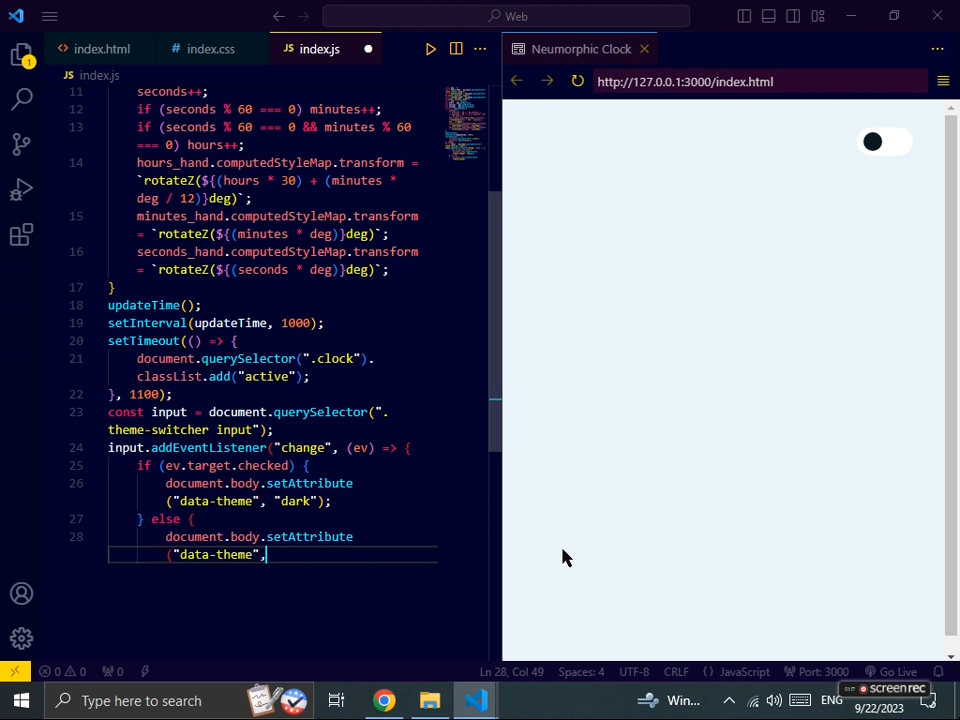 Web
index.html
index.css
index.js
Neumorphic Clock
index.js
http://127.0.0.1:3000/index.html
11 seconds++;
12 if (seconds % 60 === 0) minutes++;
13 if (seconds % 60 === 0 && minutes % 60
=== 0) hours++;
14 hours_hand.computedStyleMap.transform =
`rotateZ(${(hours * 30) + (minutes *
deg / 12)}deg)`;
15 minutes_hand.computedStyleMap.transform
= `rotateZ(${(minutes * deg)}deg)`;
16 seconds_hand.computedStyleMap.transform
= `rotateZ(${(seconds * deg)}deg)`;
17 }
18 updateTime();
19 setInterval(updateTime, 1000);
20 setTimeout(() => {
21 document.querySelector(".clock").
classList.add("active");
22 }, 1100);
23 const input = document.querySelector(".
theme-switcher input");
24 input.addEventListener("change", (ev) => {
25 if (ev.target.checked) {
26 document.body.setAttribute
("data-theme", "dark");
27 } else {
28 document.body.setAttribute
("data-theme",
1
0 0 0 Ln 28, Col 49 Spaces: 4 UTF-8 CRLF { } JavaScript Port: 3000 Go Live
Type here to search
Win...
ENG
screen rec
9/22/2023